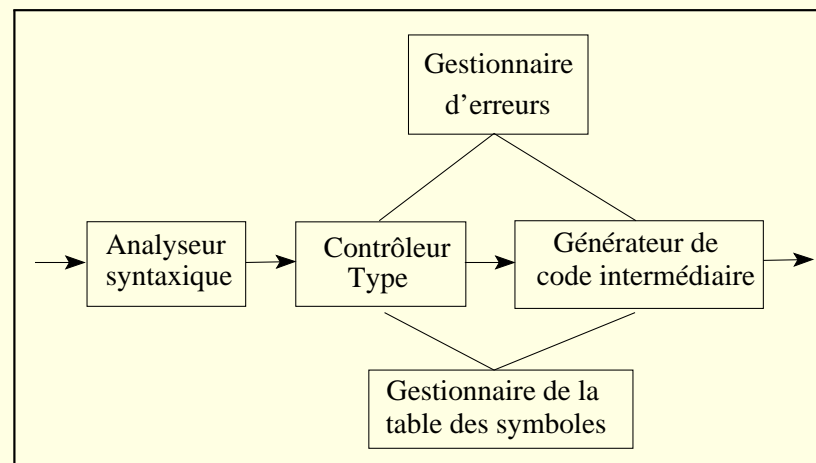 Gestionnaire
d’erreurs
Analyseur
syntaxique
Contrôleur
Type
Générateur de
code intermédiaire
Gestionnaire de la
table des symboles